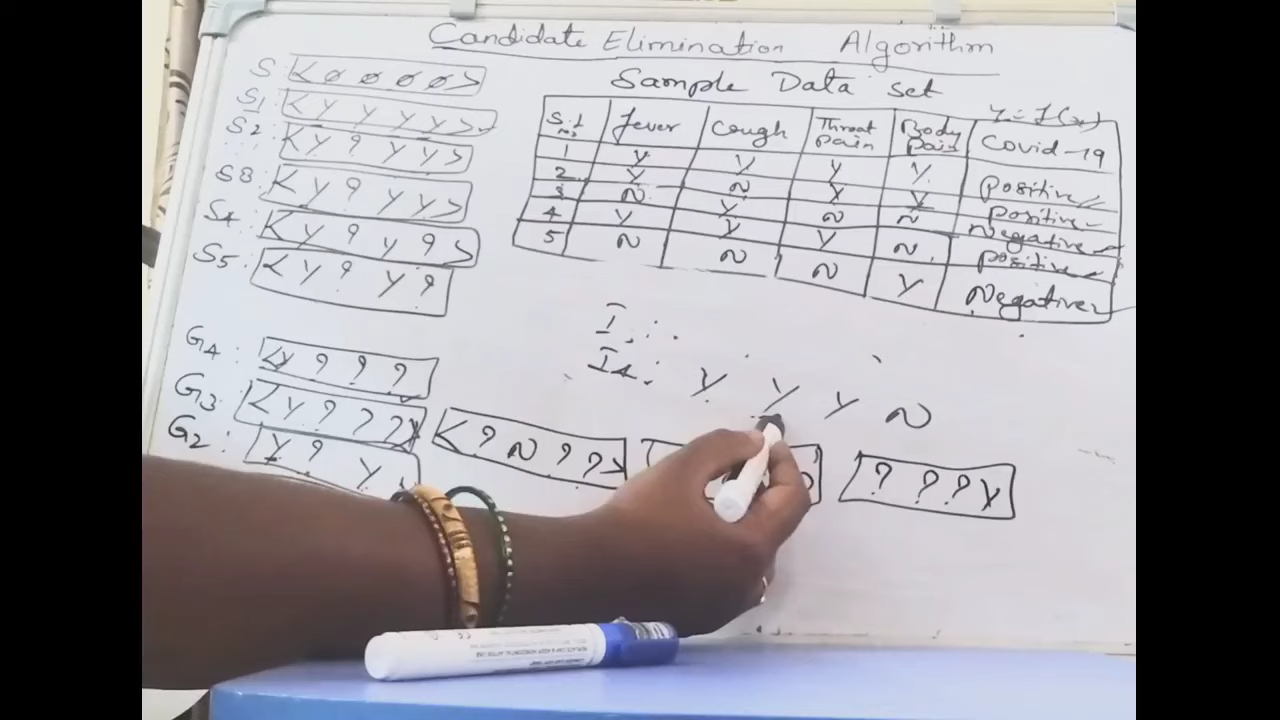 Candidate Elimination Algorithm
Sample Data set
y = f(x)
S.l no Fever Cough Throat pain Body pain Covid-19
1 Y Y Y Y positive
2 Y N Y Y positive
3 N Y N N Negative
4 Y Y Y N positive
5 N N N Y Negative
S: <Ø Ø Ø Ø>
S1 <Y Y Y Y>
S2: <Y ? Y Y>
S3: <Y ? Y Y>
S4: <Y ? Y ?>
S5: <Y ? Y ?
I4: Y Y Y N
G4: <Y ? ? ?
G3: <Y ? ? ?> <? N ? ?> ? ? ? Y
G2: Y ? Y